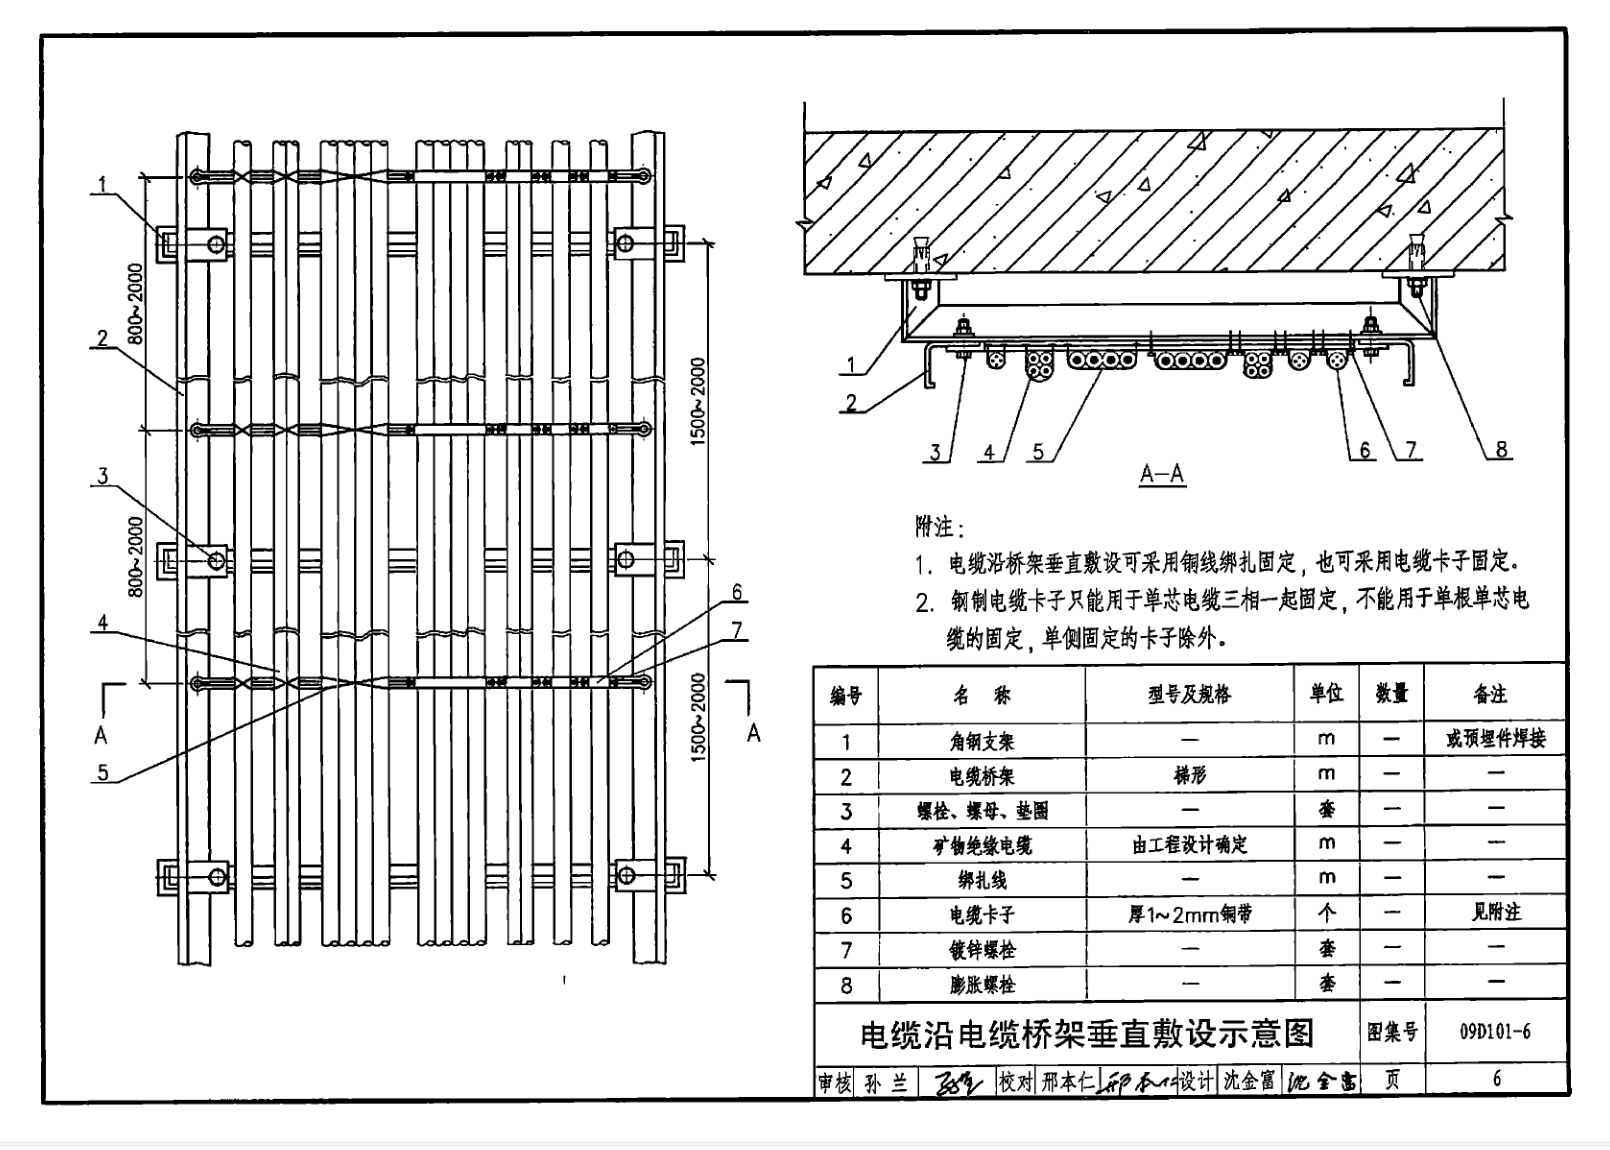 1
800~2000
2
1500~2000
3
800~2000
4
6
7
1500~2000
A
A
5
1
2
3
4
5
6
7
8
A-A
附注:
1. 电缆沿桥架垂直敷设可采用铜线绑扎固定, 也可采用电缆卡子固定。
2. 钢制电缆卡子只能用于单芯电缆三相一起固定, 不能用于单根单芯电
缆的固定, 单侧固定的卡子除外。
编号 名 称 型号及规格 单位 数量 备注
1 角钢支架 — m — 或预埋件焊接
2 电缆桥架 梯形 m — —
3 螺栓、螺母、垫圈 — 套 — —
4 矿物绝缘电缆 由工程设计确定 m — —
5 绑扎线 — m — —
6 电缆卡子 厚1~2mm铜带 个 — 见附注
7 镀锌螺栓 — 套 — —
8 膨胀螺栓 — 套 — —
电缆沿电缆桥架垂直敷设示意图 图集号 09D101-6
审核 孙 兰 校对 邢本仁 邢本仁 设计 沈金富 沈金富 页 6